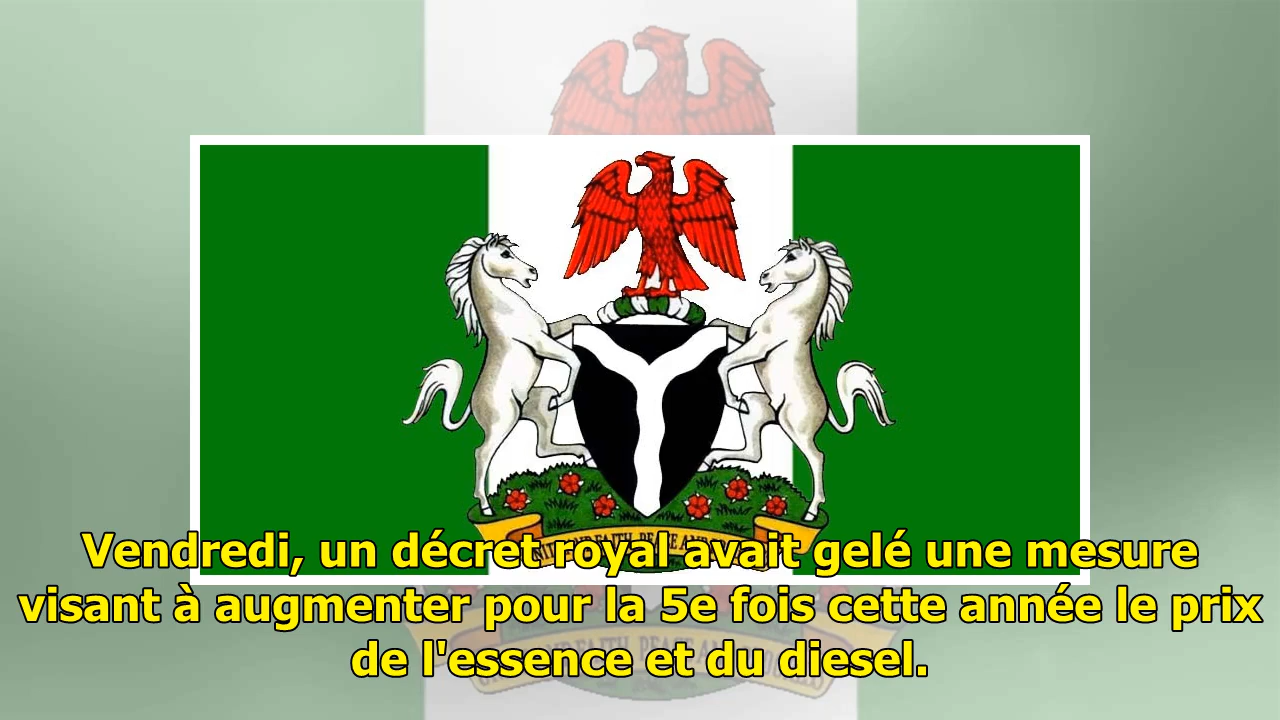 Vendredi, un décret royal avait gelé une mesure
visant à augmenter pour la 5e fois cette année le prix
de l'essence et du diesel.